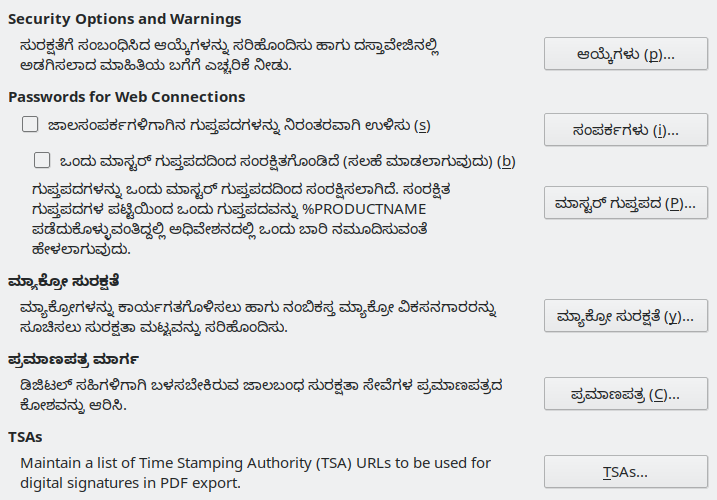 Security Options and Warnings
ಸುರಕ್ಷತೆಗೆ ಸಂಬಂಧಿಸಿದ ಆಯ್ಕೆಗಳನ್ನು ಸರಿಹೊಂದಿಸು ಹಾಗು ದಸ್ತಾವೇಜಿನಲ್ಲಿ
ಅಡಗಿಸಲಾದ ಮಾಹಿತಿಯ ಬಗೆಗೆ ಎಚ್ಚರಿಕೆ ನೀಡು.
ಆಯ್ಕೆಗಳು (p)...
Passwords for Web Connections
ಜಾಲಸಂಪರ್ಕಗಳಿಗಾಗಿನ ಗುಪ್ತಪದಗಳನ್ನು ನಿರಂತರವಾಗಿ ಉಳಿಸು (s)
ಸಂಪರ್ಕಗಳು (i)...
ಒಂದು ಮಾಸ್ಟರ್ ಗುಪ್ತಪದದಿಂದ ಸಂರಕ್ಷಿತಗೊಂಡಿದೆ (ಸಲಹೆ ಮಾಡಲಾಗುವುದು) (b)
ಗುಪ್ತಪದಗಳನ್ನು ಒಂದು ಮಾಸ್ಟರ್ ಗುಪ್ತಪದದಿಂದ ಸಂರಕ್ಷಿಸಲಾಗಿದೆ. ಸಂರಕ್ಷಿತ
ಗುಪ್ತಪದಗಳ ಪಟ್ಟಿಯಿಂದ ಒಂದು ಗುಪ್ತಪದವನ್ನು %PRODUCTNAME
ಪಡೆದುಕೊಳ್ಳುವಂತಿದ್ದಲ್ಲಿ ಅಧಿವೇಶನದಲ್ಲಿ ಒಂದು ಬಾರಿ ನಮೂದಿಸುವಂತೆ
ಹೇಳಲಾಗುವುದು.
ಮಾಸ್ಟರ್ ಗುಪ್ತಪದ (P)...
ಮ್ಯಾಕ್ರೋ ಸುರಕ್ಷತೆ
ಮ್ಯಾಕ್ರೋಗಳನ್ನು ಕಾರ್ಯಗತಗೊಳಿಸಲು ಹಾಗು ನಂಬಿಕಸ್ತ ಮ್ಯಾಕ್ರೋ ವಿಕಸನಗಾರರನ್ನು
ಸೂಚಿಸಲು ಸುರಕ್ಷತಾ ಮಟ್ಟವನ್ನು ಸರಿಹೊಂದಿಸು.
ಮ್ಯಾಕ್ರೋ ಸುರಕ್ಷತೆ (y)...
ಪ್ರಮಾಣಪತ್ರ ಮಾರ್ಗ
ಡಿಜಿಟಲ್ ಸಹಿಗಳಿಗಾಗಿ ಬಳಸಬೇಕಿರುವ ಜಾಲಬಂಧ ಸುರಕ್ಷತಾ ಸೇವೆಗಳ ಪ್ರಮಾಣಪತ್ರದ
ಕೋಶವನ್ನು ಆರಿಸಿ.
ಪ್ರಮಾಣಪತ್ರ (C)...
TSAs
Maintain a list of Time Stamping Authority (TSA) URLs to be used for
digital signatures in PDF export.
TSAs...